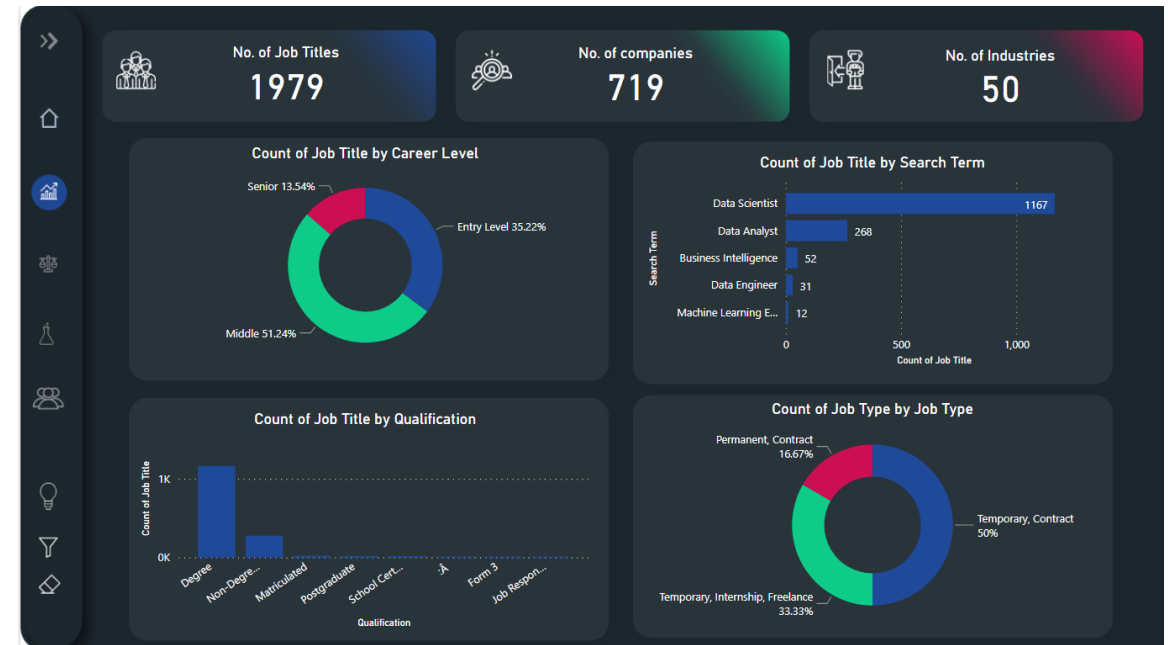 No. of Job Titles
1979
No. of companies
719
No. of Industries
50
Count of Job Title by Career Level
Senior 13.54%
Entry Level 35.22%
Middle 51.24%
Count of Job Title by Search Term
Search Term
Data Scientist
1167
Data Analyst
268
Business Intelligence
52
Data Engineer
31
Machine Learning E...
12
0
500
1,000
Count of Job Title
Count of Job Title by Qualification
Count of Job Title
1K
0K
Degree
Non-Degre...
Matriculated
Postgraduate
School Cert...
:Â
Form 3
Job Respon...
Qualification
Count of Job Type by Job Type
Permanent, Contract
16.67%
Temporary, Contract
50%
Temporary, Internship, Freelance
33.33%